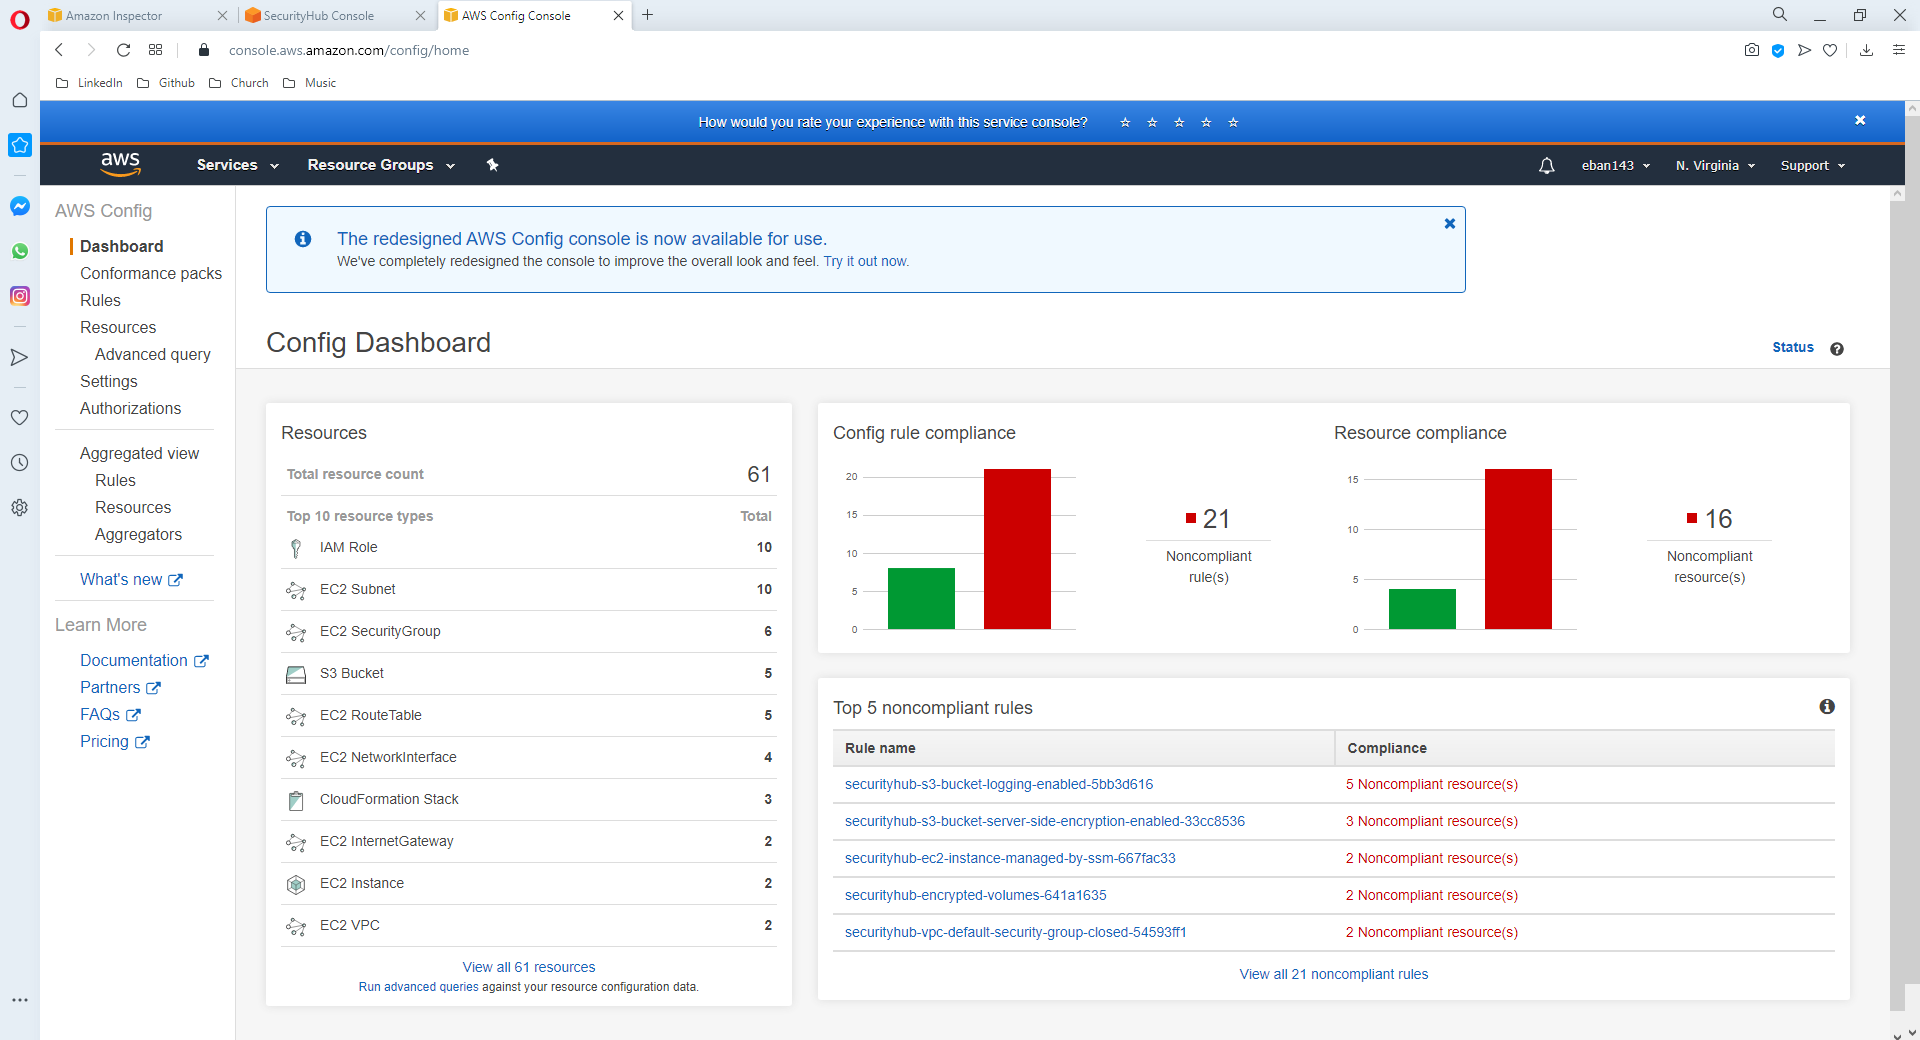 Amazon Inspector
SecurityHub Console
AWS Config Console
console.aws.amazon.com/config/home
LinkedIn
Github
Church
Music
How would you rate your experience with this service console?
aws
Services
Resource Groups
eban143
N. Virginia
Support
AWS Config
Dashboard
Conformance packs
Rules
Resources
Advanced query
Settings
Authorizations
Aggregated view
Rules
Resources
Aggregators
What's new
Learn More
Documentation
Partners
FAQs
Pricing
The redesigned AWS Config console is now available for use.
We've completely redesigned the console to improve the overall look and feel. Try it out now.
Config Dashboard
Status
Resources
Total resource count 61
Top 10 resource types Total
IAM Role 10
EC2 Subnet 10
EC2 SecurityGroup 6
S3 Bucket 5
EC2 RouteTable 5
EC2 NetworkInterface 4
CloudFormation Stack 3
EC2 InternetGateway 2
EC2 Instance 2
EC2 VPC 2
View all 61 resources
Run advanced queries against your resource configuration data.
Config rule compliance
20
15
10
5
0
21
Noncompliant
rule(s)
Resource compliance
15
10
5
0
16
Noncompliant
resource(s)
Top 5 noncompliant rules
Rule name Compliance
securityhub-s3-bucket-logging-enabled-5bb3d616 5 Noncompliant resource(s)
securityhub-s3-bucket-server-side-encryption-enabled-33cc8536 3 Noncompliant resource(s)
securityhub-ec2-instance-managed-by-ssm-667fac33 2 Noncompliant resource(s)
securityhub-encrypted-volumes-641a1635 2 Noncompliant resource(s)
securityhub-vpc-default-security-group-closed-54593ff1 2 Noncompliant resource(s)
View all 21 noncompliant rules